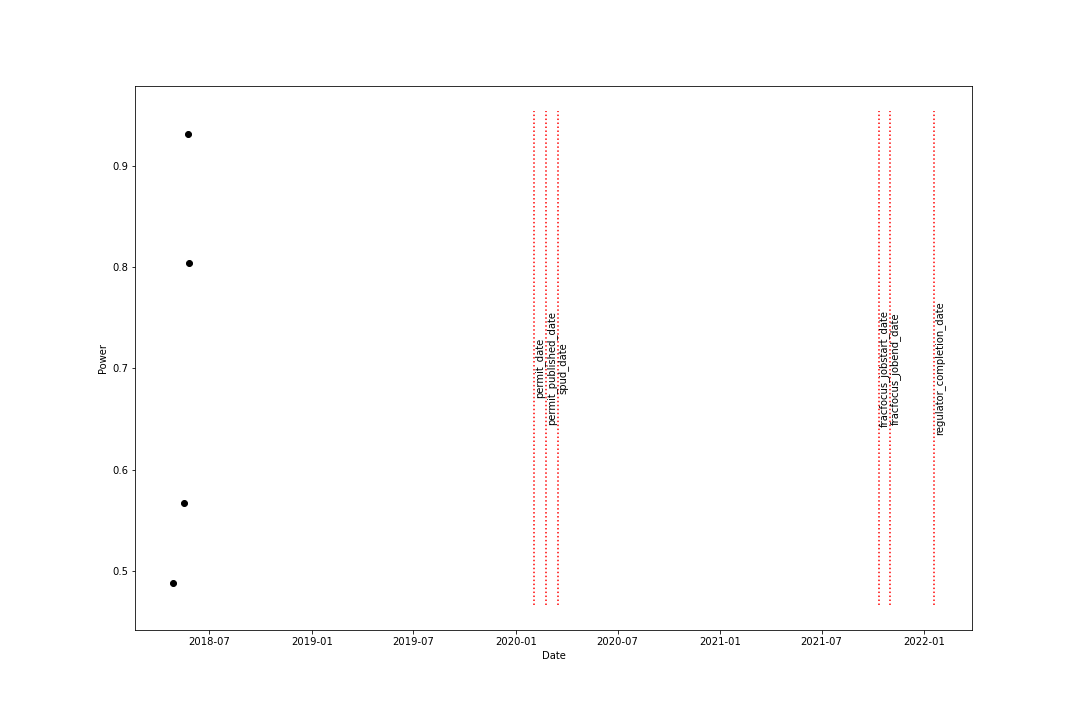 0.9
0.8
0.7
0.6
0.5
Power
permit_date
permit_published_date
spud_date
fracfocus_jobstart_date
fracfocus_jobend_date
regulator_completion_date
2018-07
2019-01
2019-07
2020-01
2020-07
2021-01
2021-07
2022-01
Date